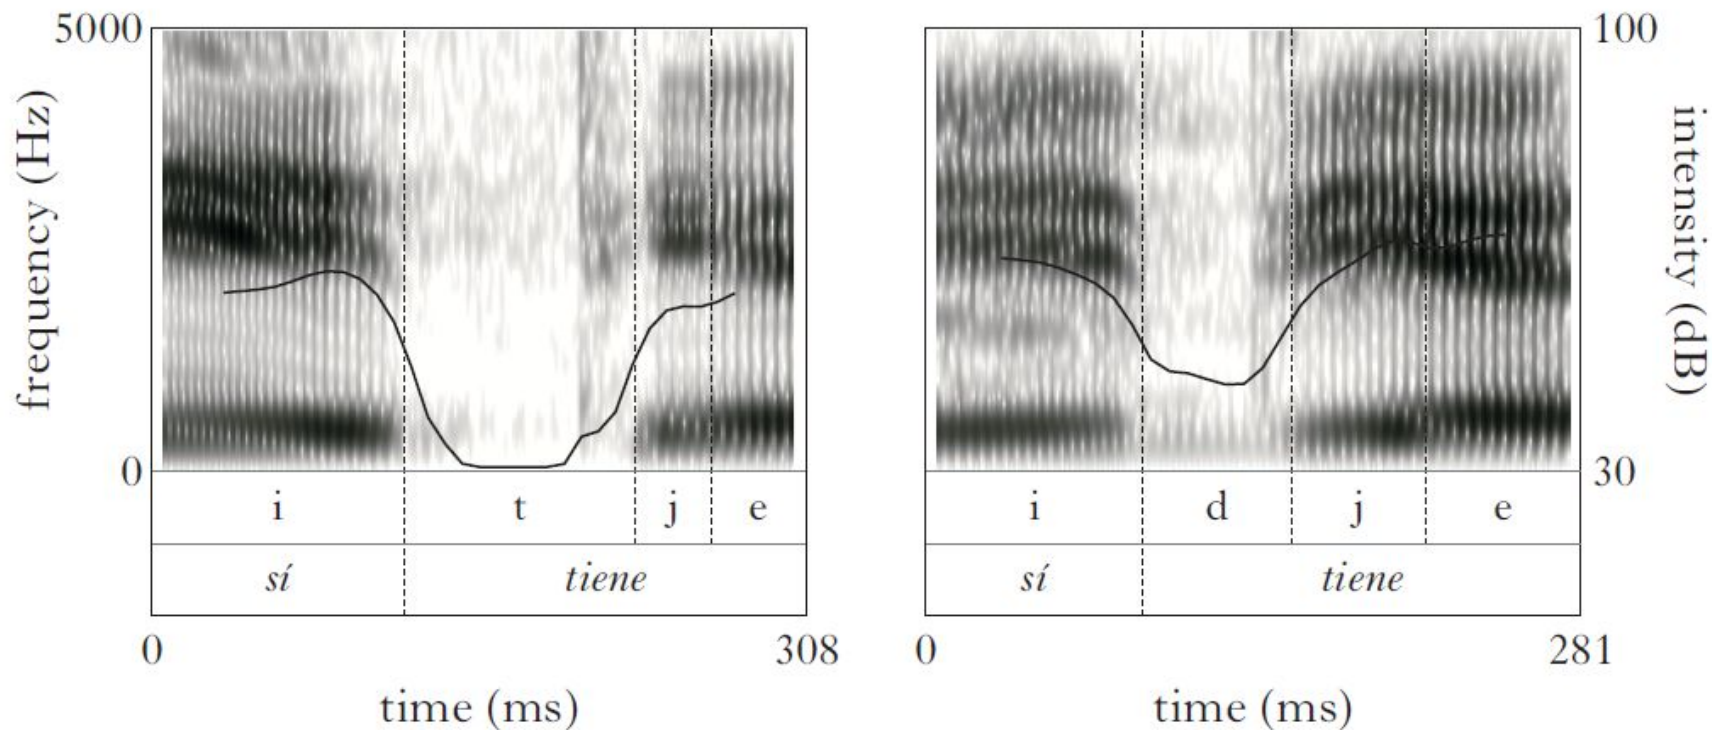 5000 100
frequency (Hz) intensity (dB)
0 30
i t j e i d j e
sí tiene sí tiene
0 308 0 281
time (ms) time (ms)